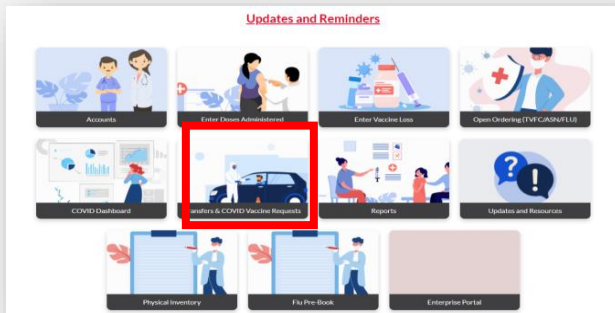 Updates and Reminders
Accounts
Enter Doses Administered
Enter Vaccine Loss
Open Ordering (TVFC/ASN/FLU)
COVID Dashboard
ansfers & COVID Vaccine Requests
Reports
Updates and Resources
Physical Inventory
Flu Pre-Book
Enterprise Portal